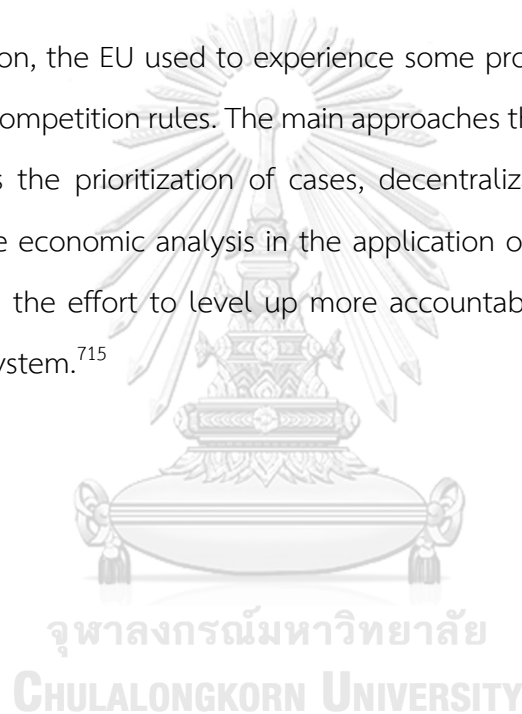 on, the EU used to experience some pro
ompetition rules. The main approaches th
s the prioritization of cases, decentraliz
e economic analysis in the application o
the effort to level up more accountab
ystem.715
จุฬาลงกรณ์มหาวิทยาลัย
CHULALONGKORN UNIVERSITY